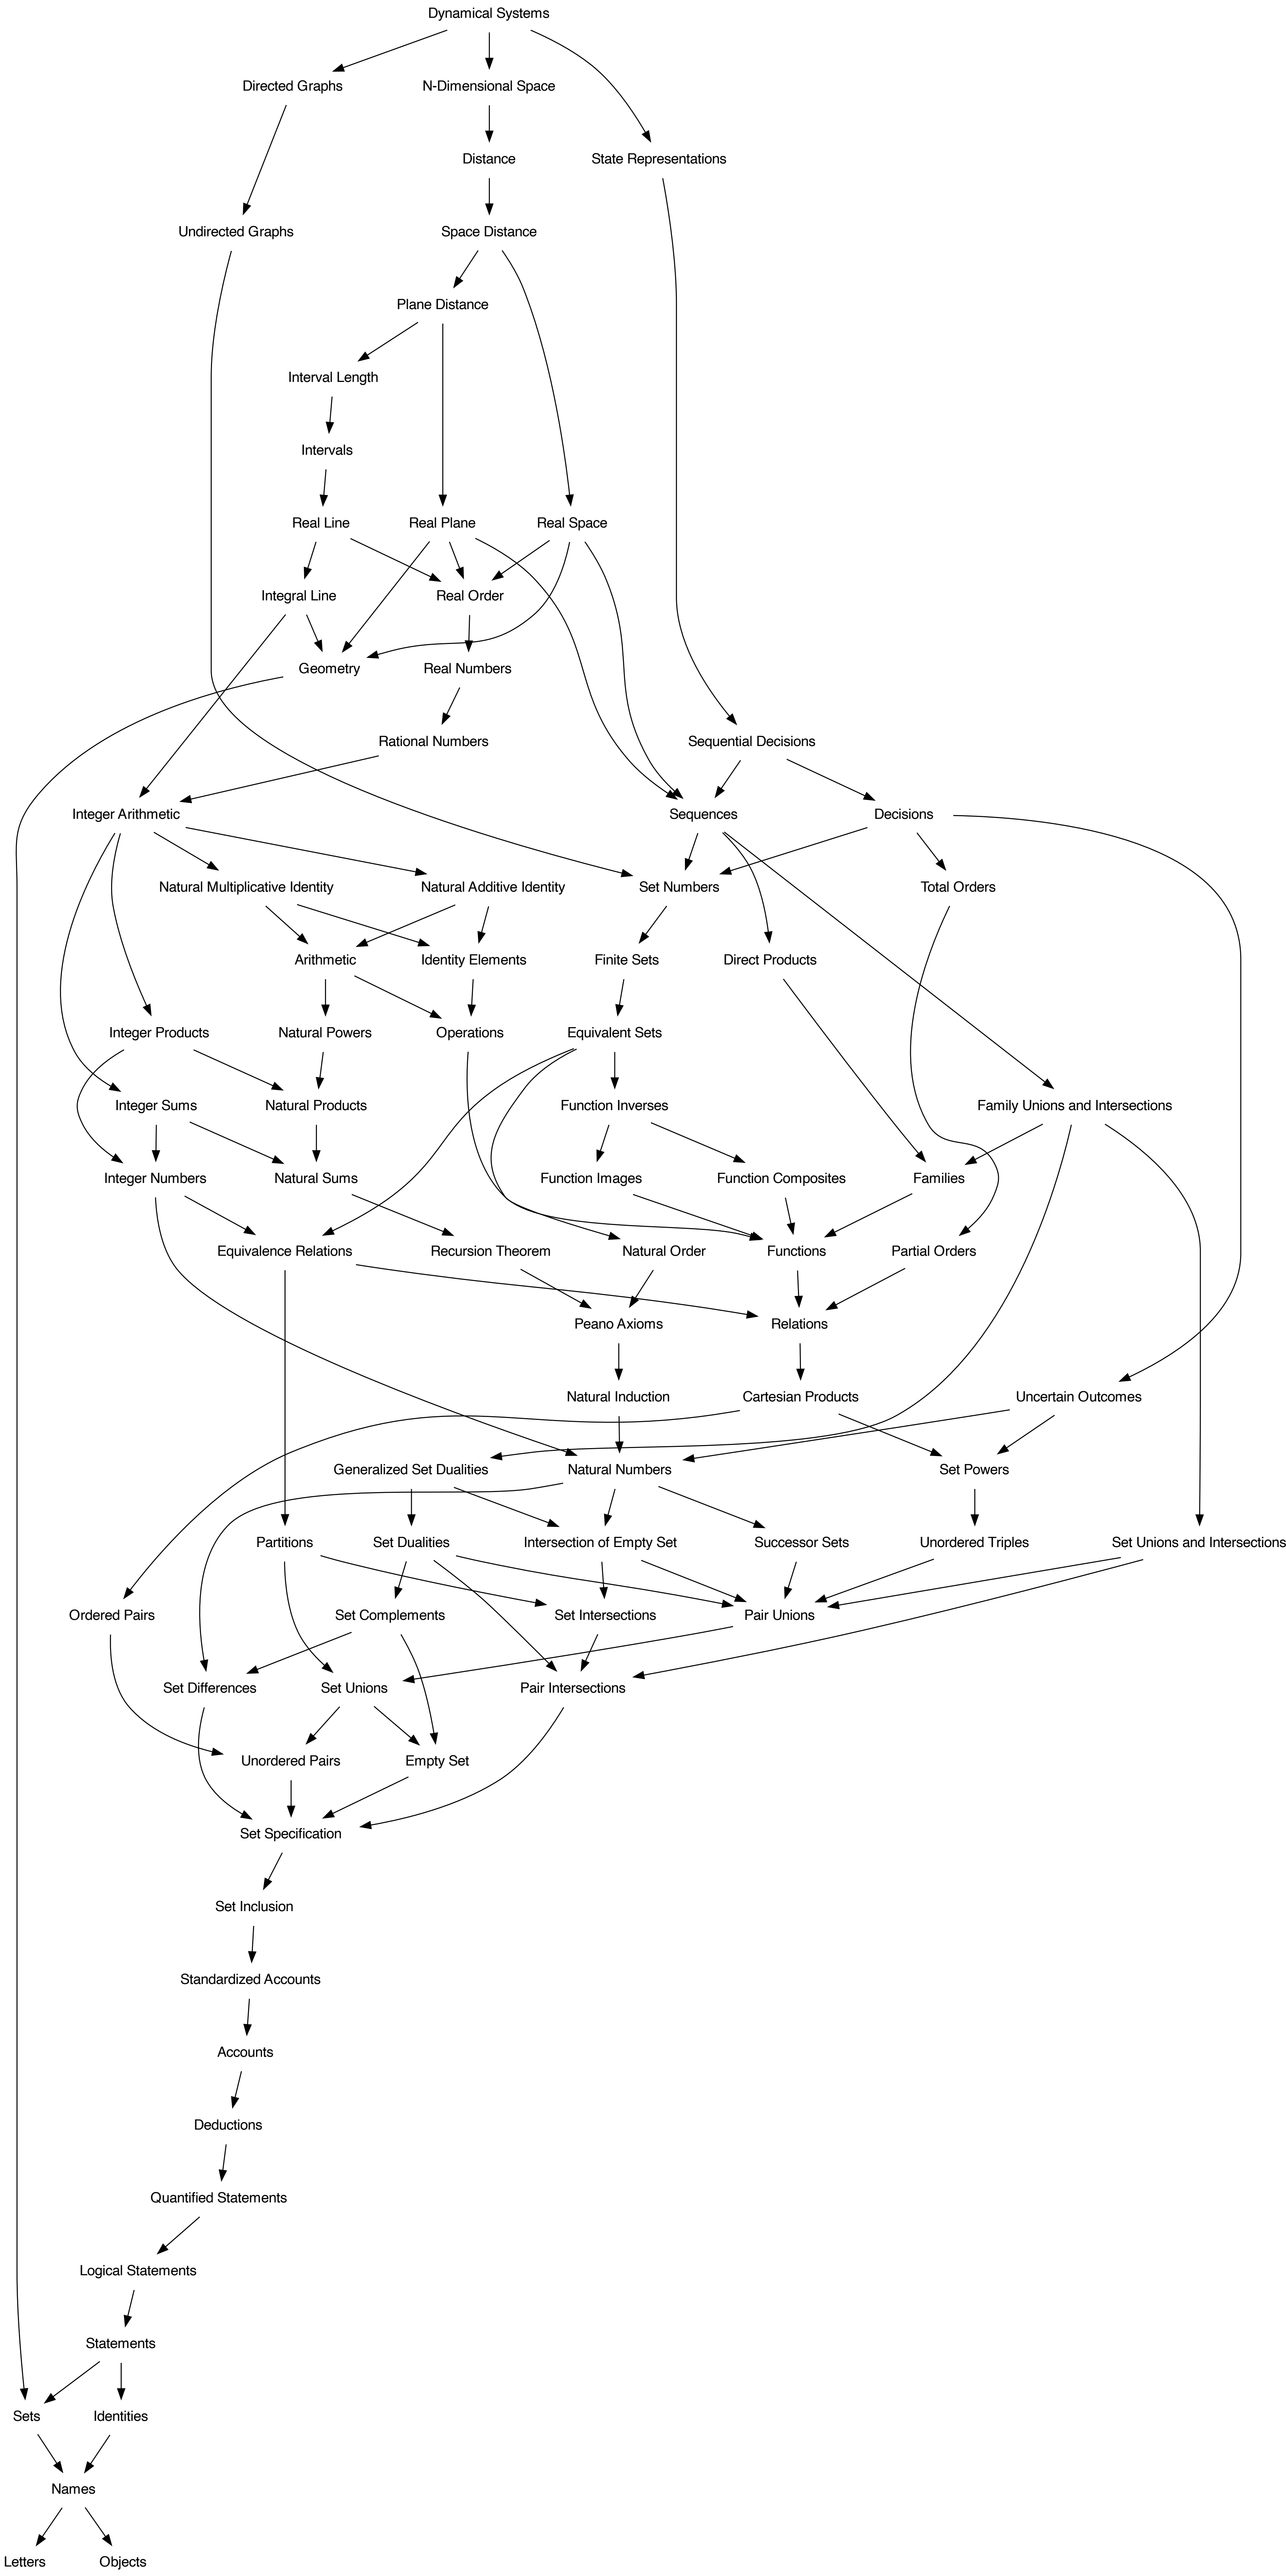 Dynamical Systems
Directed Graphs
N-Dimensional Space
Distance
State Representations
Undirected Graphs
Space Distance
Plane Distance
Interval Length
Intervals
Real Line
Real Plane
Real Space
Integral Line
Real Order
Geometry
Real Numbers
Rational Numbers
Sequential Decisions
Integer Arithmetic
Sequences
Decisions
Natural Multiplicative Identity
Natural Additive Identity
Set Numbers
Total Orders
Arithmetic
Identity Elements
Finite Sets
Direct Products
Integer Products
Natural Powers
Operations
Equivalent Sets
Integer Sums
Natural Products
Function Inverses
Family Unions and Intersections
Integer Numbers
Natural Sums
Function Images
Function Composites
Families
Equivalence Relations
Recursion Theorem
Natural Order
Functions
Partial Orders
Peano Axioms
Relations
Natural Induction
Cartesian Products
Uncertain Outcomes
Generalized Set Dualities
Natural Numbers
Set Powers
Partitions
Set Dualities
Intersection of Empty Set
Successor Sets
Unordered Triples
Set Unions and Intersections
Ordered Pairs
Set Complements
Set Intersections
Pair Unions
Set Differences
Set Unions
Pair Intersections
Unordered Pairs
Empty Set
Set Specification
Set Inclusion
Standardized Accounts
Accounts
Deductions
Quantified Statements
Logical Statements
Statements
Sets
Identities
Names
Letters
Objects